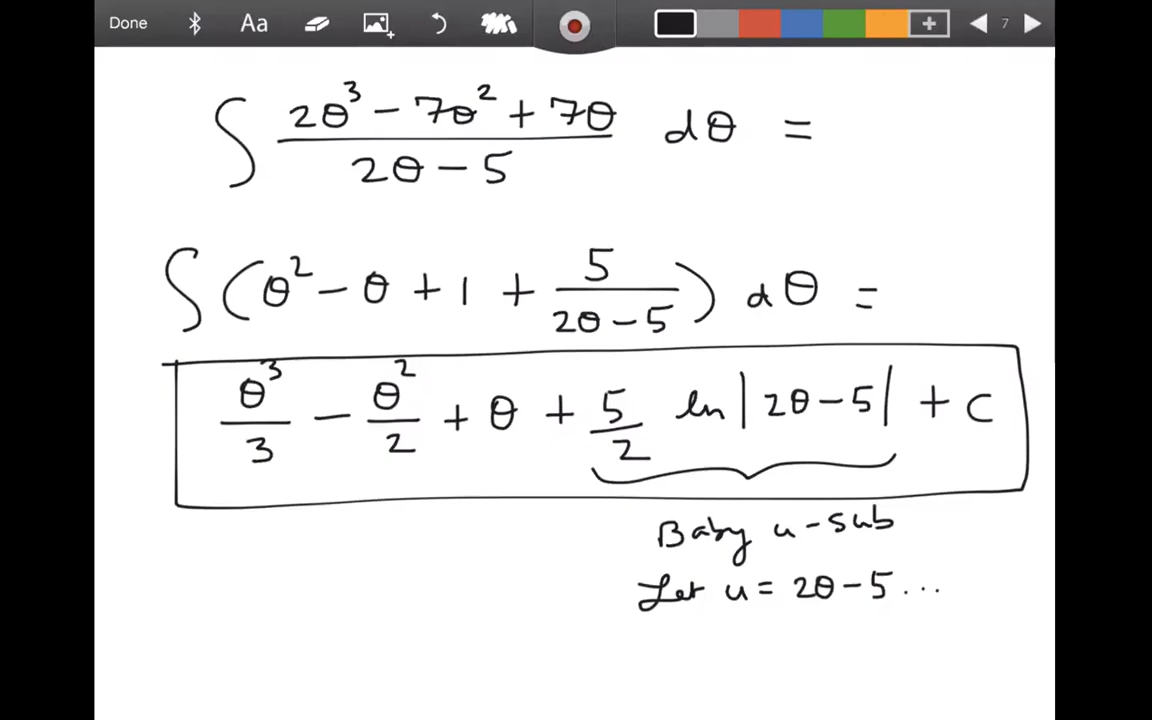 Done Aa 7
∫ (2θ³ − 7θ² + 7θ)/(2θ − 5) dθ =
∫ (θ² − θ + 1 + 5/(2θ − 5)) dθ =
θ³/3 − θ²/2 + θ + 5/2 ln|2θ − 5| + C
Baby u-sub
Let u = 2θ − 5 ...